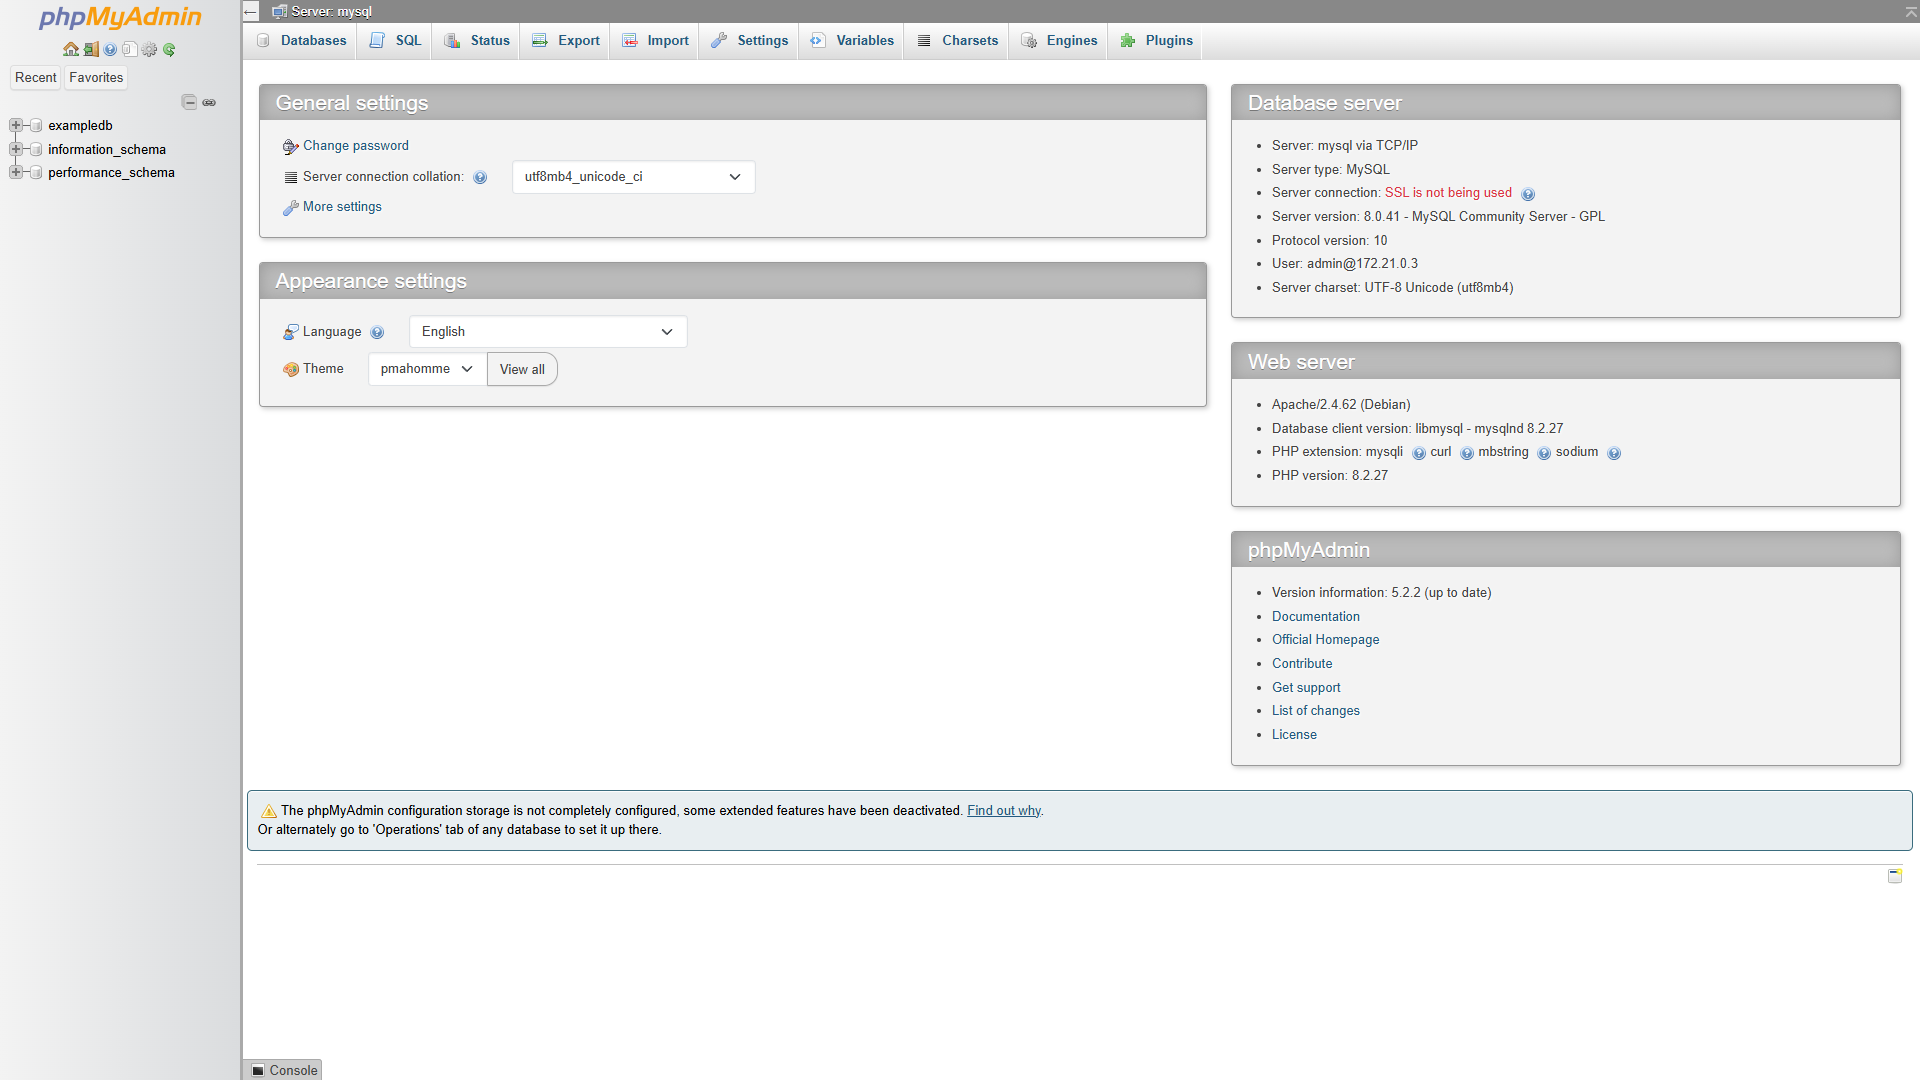 phpMyAdmin
Recent
Favorites
exampledb
information_schema
performance_schema
Server: mysql
Databases
SQL
Status
Export
Import
Settings
Variables
Charsets
Engines
Plugins
General settings
Change password
Server connection collation:
utf8mb4_unicode_ci
More settings
Appearance settings
Language
English
Theme
pmahomme
View all
Database server
Server: mysql via TCP/IP
Server type: MySQL
Server connection: SSL is not being used
Server version: 8.0.41 - MySQL Community Server - GPL
Protocol version: 10
User: admin@172.21.0.3
Server charset: UTF-8 Unicode (utf8mb4)
Web server
Apache/2.4.62 (Debian)
Database client version: libmysql - mysqlnd 8.2.27
PHP extension: mysqli curl mbstring sodium
PHP version: 8.2.27
phpMyAdmin
Version information: 5.2.2 (up to date)
Documentation
Official Homepage
Contribute
Get support
List of changes
License
The phpMyAdmin configuration storage is not completely configured, some extended features have been deactivated. Find out why.
Or alternately go to 'Operations' tab of any database to set it up there.
Console